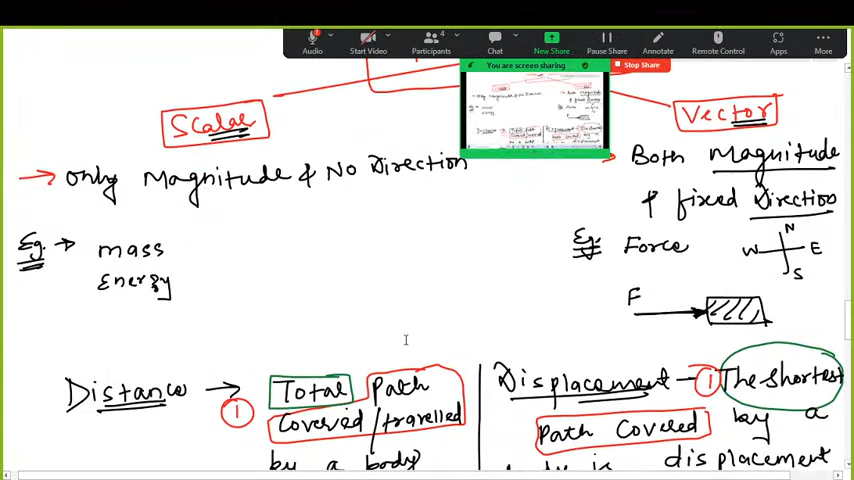 Audio
Start Video
Participants
4
Chat
New Share
Pause Share
Annotate
Remote Control
Apps
More
You are screen sharing
Stop Share
Scalar
Vector
→ only Magnitude & No Direction
Both Magnitude
& fixed Direction
Eg. → mass
Energy
Eg. Force
N
W E
S
F
Distance → ① Total Path
Covered/travelled
by a body
Displacement – ① The shortest
Path Covered by a
displacement